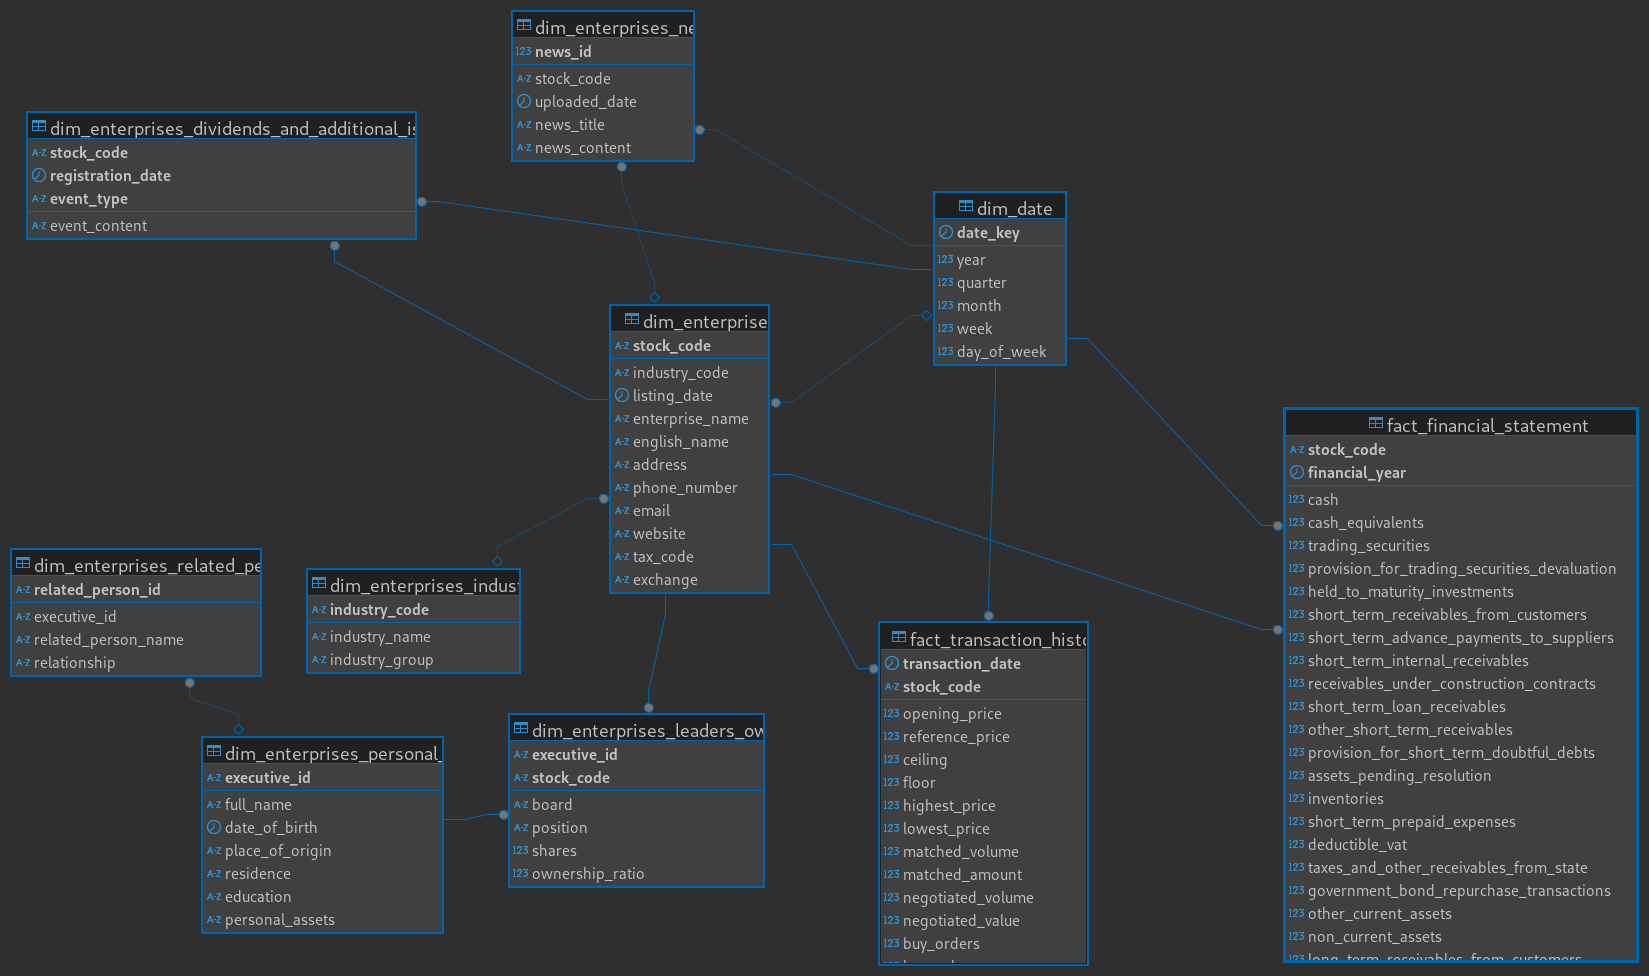 dim_enterprises_ne
123 news_id
A-Z stock_code
uploaded_date
A-Z news_title
A-Z news_content
dim_enterprises_dividends_and_additional_is
A-Z stock_code
registration_date
A-Z event_type
A-Z event_content
dim_date
date_key
123 year
123 quarter
123 month
123 week
123 day_of_week
dim_enterprise
A-Z stock_code
A-Z industry_code
listing_date
A-Z enterprise_name
A-Z english_name
A-Z address
A-Z phone_number
A-Z email
A-Z website
A-Z tax_code
A-Z exchange
fact_financial_statement
A-Z stock_code
financial_year
123 cash
123 cash_equivalents
123 trading_securities
123 provision_for_trading_securities_devaluation
123 held_to_maturity_investments
123 short_term_receivables_from_customers
123 short_term_advance_payments_to_suppliers
123 short_term_internal_receivables
123 receivables_under_construction_contracts
123 short_term_loan_receivables
123 other_short_term_receivables
123 provision_for_short_term_doubtful_debts
123 assets_pending_resolution
123 inventories
123 short_term_prepaid_expenses
123 deductible_vat
123 taxes_and_other_receivables_from_state
123 government_bond_repurchase_transactions
123 other_current_assets
123 non_current_assets
123 long_term_receivables_from_customers
dim_enterprises_related_pe
A-Z related_person_id
A-Z executive_id
A-Z related_person_name
A-Z relationship
dim_enterprises_indust
A-Z industry_code
A-Z industry_name
A-Z industry_group
dim_enterprises_personal_
A-Z executive_id
A-Z full_name
date_of_birth
A-Z place_of_origin
A-Z residence
A-Z education
A-Z personal_assets
dim_enterprises_leaders_ow
A-Z executive_id
A-Z stock_code
A-Z board
A-Z position
123 shares
123 ownership_ratio
fact_transaction_histo
transaction_date
A-Z stock_code
123 opening_price
123 reference_price
123 ceiling
123 floor
123 highest_price
123 lowest_price
123 matched_volume
123 matched_amount
123 negotiated_volume
123 negotiated_value
123 buy_orders